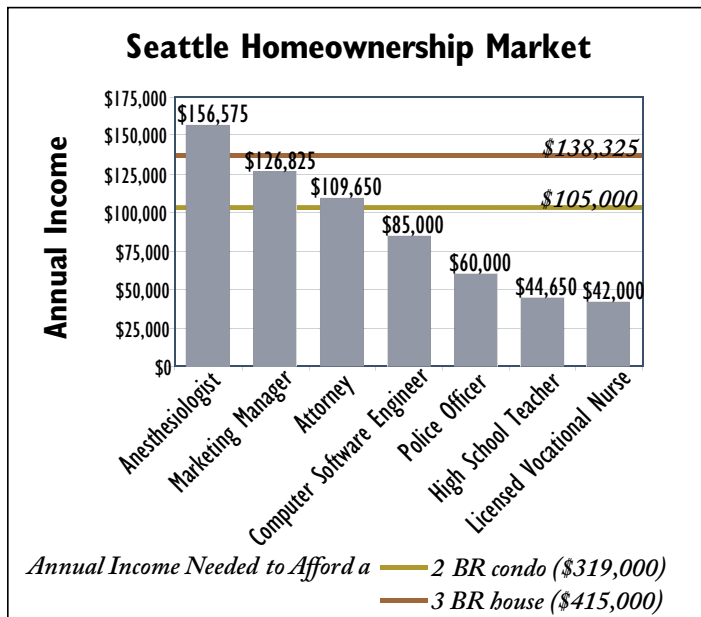 Seattle Homeownership Market
Annual Income
$175,000
$150,000
$125,000
$100,000
$75,000
$50,000
$25,000
$0
$156,575
$126,825
$109,650
$85,000
$60,000
$44,650
$42,000
$138,325
$105,000
Anesthesiologist
Marketing Manager
Attorney
Computer Software Engineer
Police Officer
High School Teacher
Licensed Vocational Nurse
Annual Income Needed to Afford a
2 BR condo ($319,000)
3 BR house ($415,000)